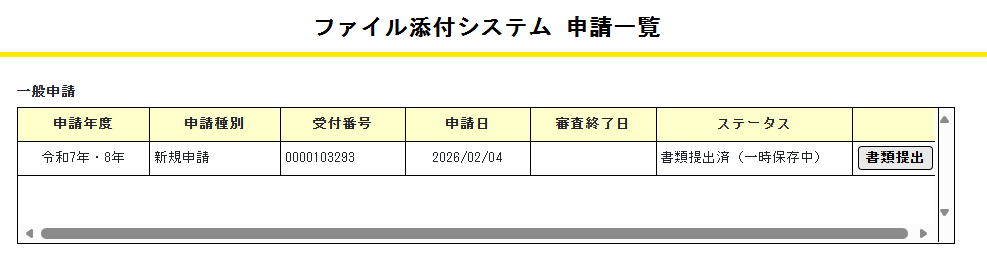 ファイル添付システム 申請一覧
一般申請
申請年度 申請種別 受付番号 申請日 審査終了日 ステータス
令和7年・8年 新規申請 0000103293 2026/02/04 書類提出済（一時保存中） 書類提出